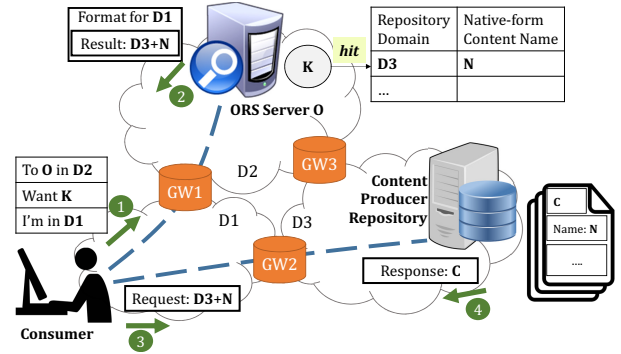 Format for D1
Result: D3+N
2
K
hit
Repository Domain
Native-form Content Name
D3
N
...
ORS Server O
To O in D2
Want K
I'm in D1
1
GW1
D2
GW3
D1
D3
GW2
Content
Producer
Repository
C
Name: N
....
Response: C
4
Request: D3+N
3
Consumer